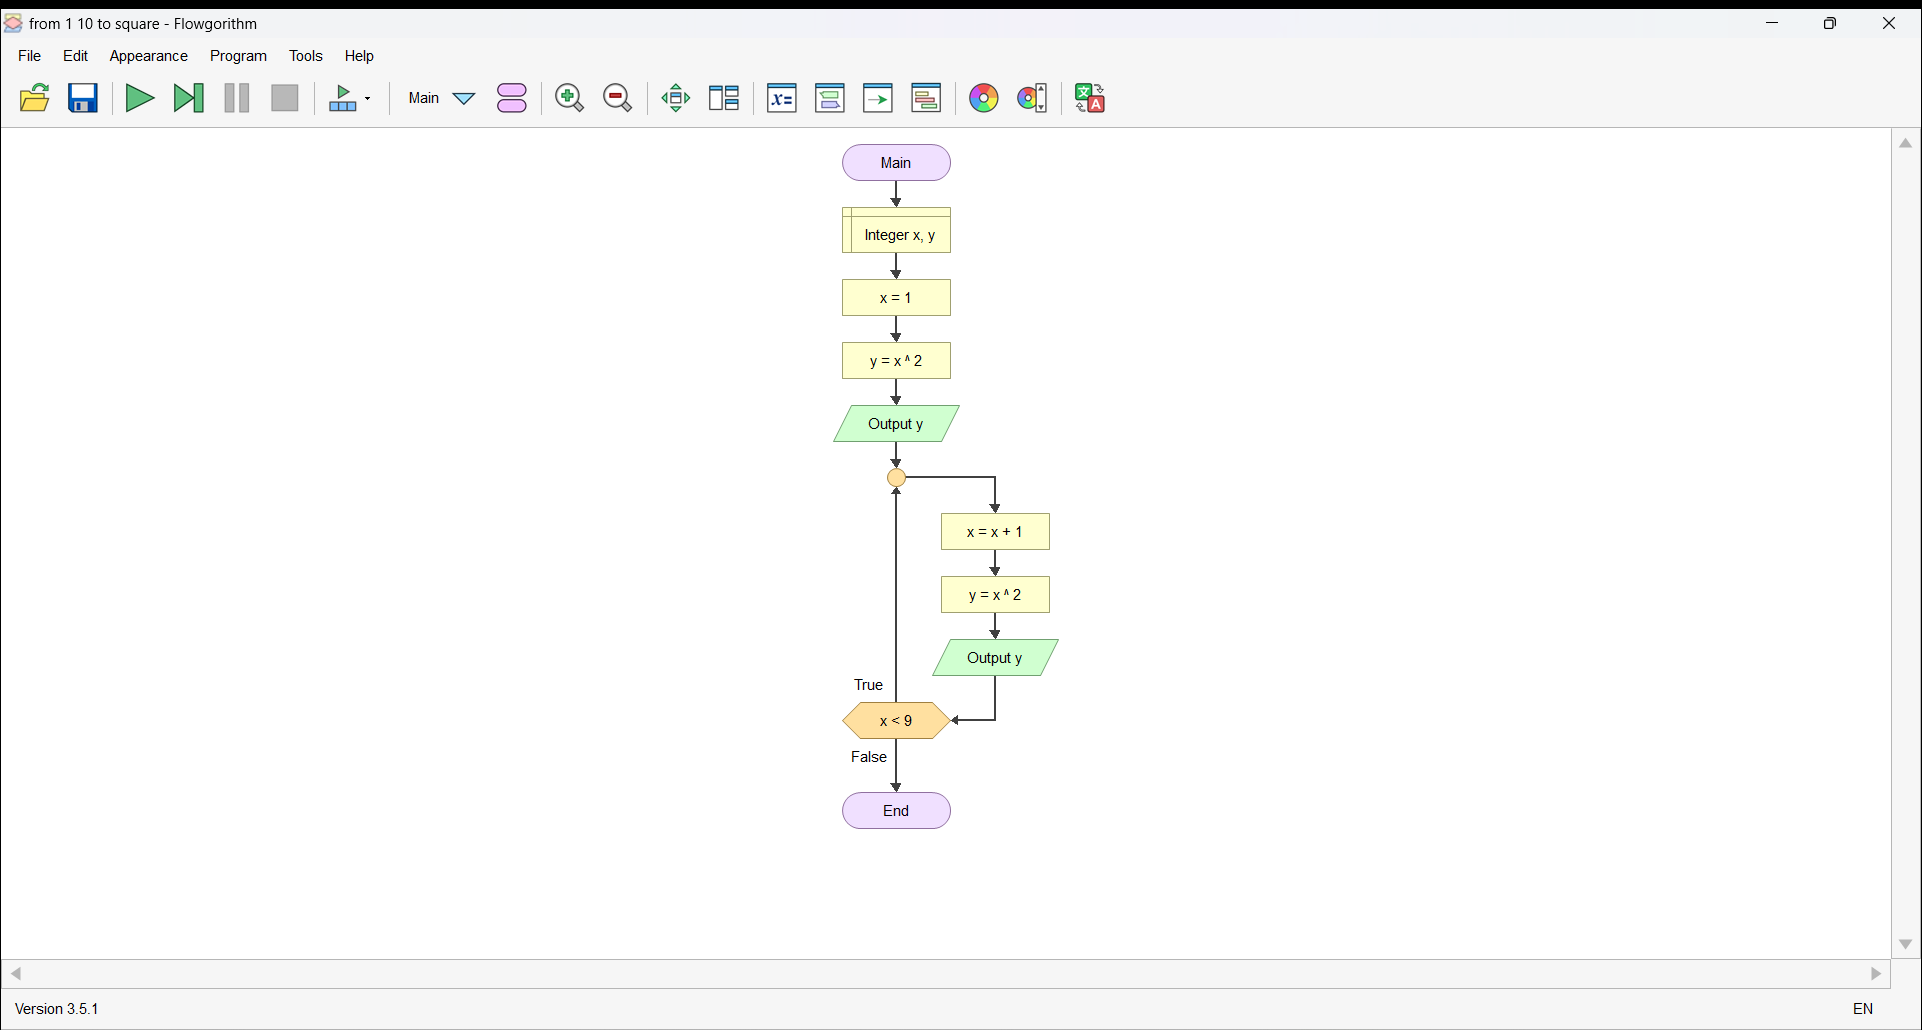 from 1 10 to square - Flowgorithm
File Edit Appearance Program Tools Help
Main
Main
Integer x, y
x = 1
y = x ^ 2
Output y
x = x + 1
y = x ^ 2
Output y
True
x < 9
False
End
Version 3.5.1
EN